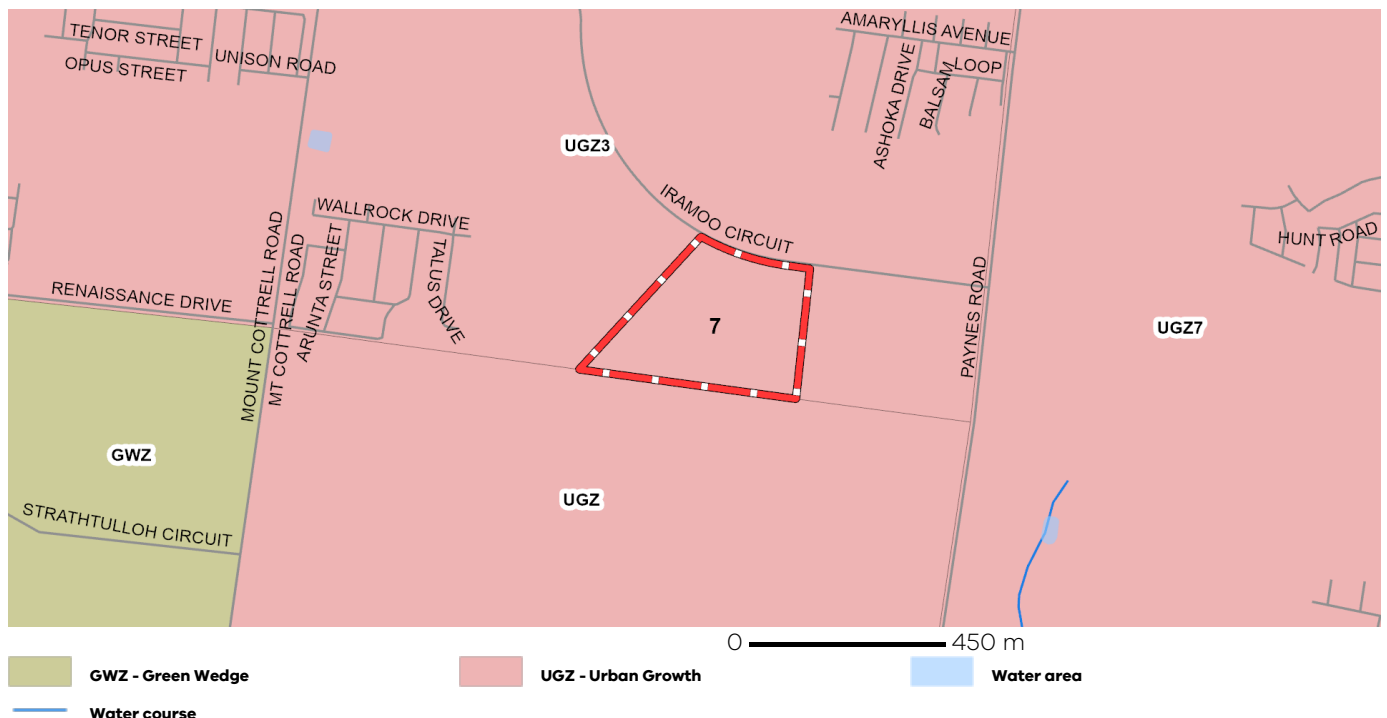 TENOR STREET
OPUS STREET
UNISON ROAD
AMARYLLIS AVENUE
LOOP
ASHOKA DRIVE
BALSAM
UGZ3
IRAMOO CIRCUIT
WALLROCK DRIVE
HUNT ROAD
MOUNT COTTRELL ROAD
MT COTTRELL ROAD
ARUNTA STREET
TALUS DRIVE
RENAISSANCE DRIVE
7
PAYNES ROAD
UGZ7
GWZ
UGZ
STRATHTULLOH CIRCUIT
0 450 m
GWZ - Green Wedge
UGZ - Urban Growth
Water area
Water course